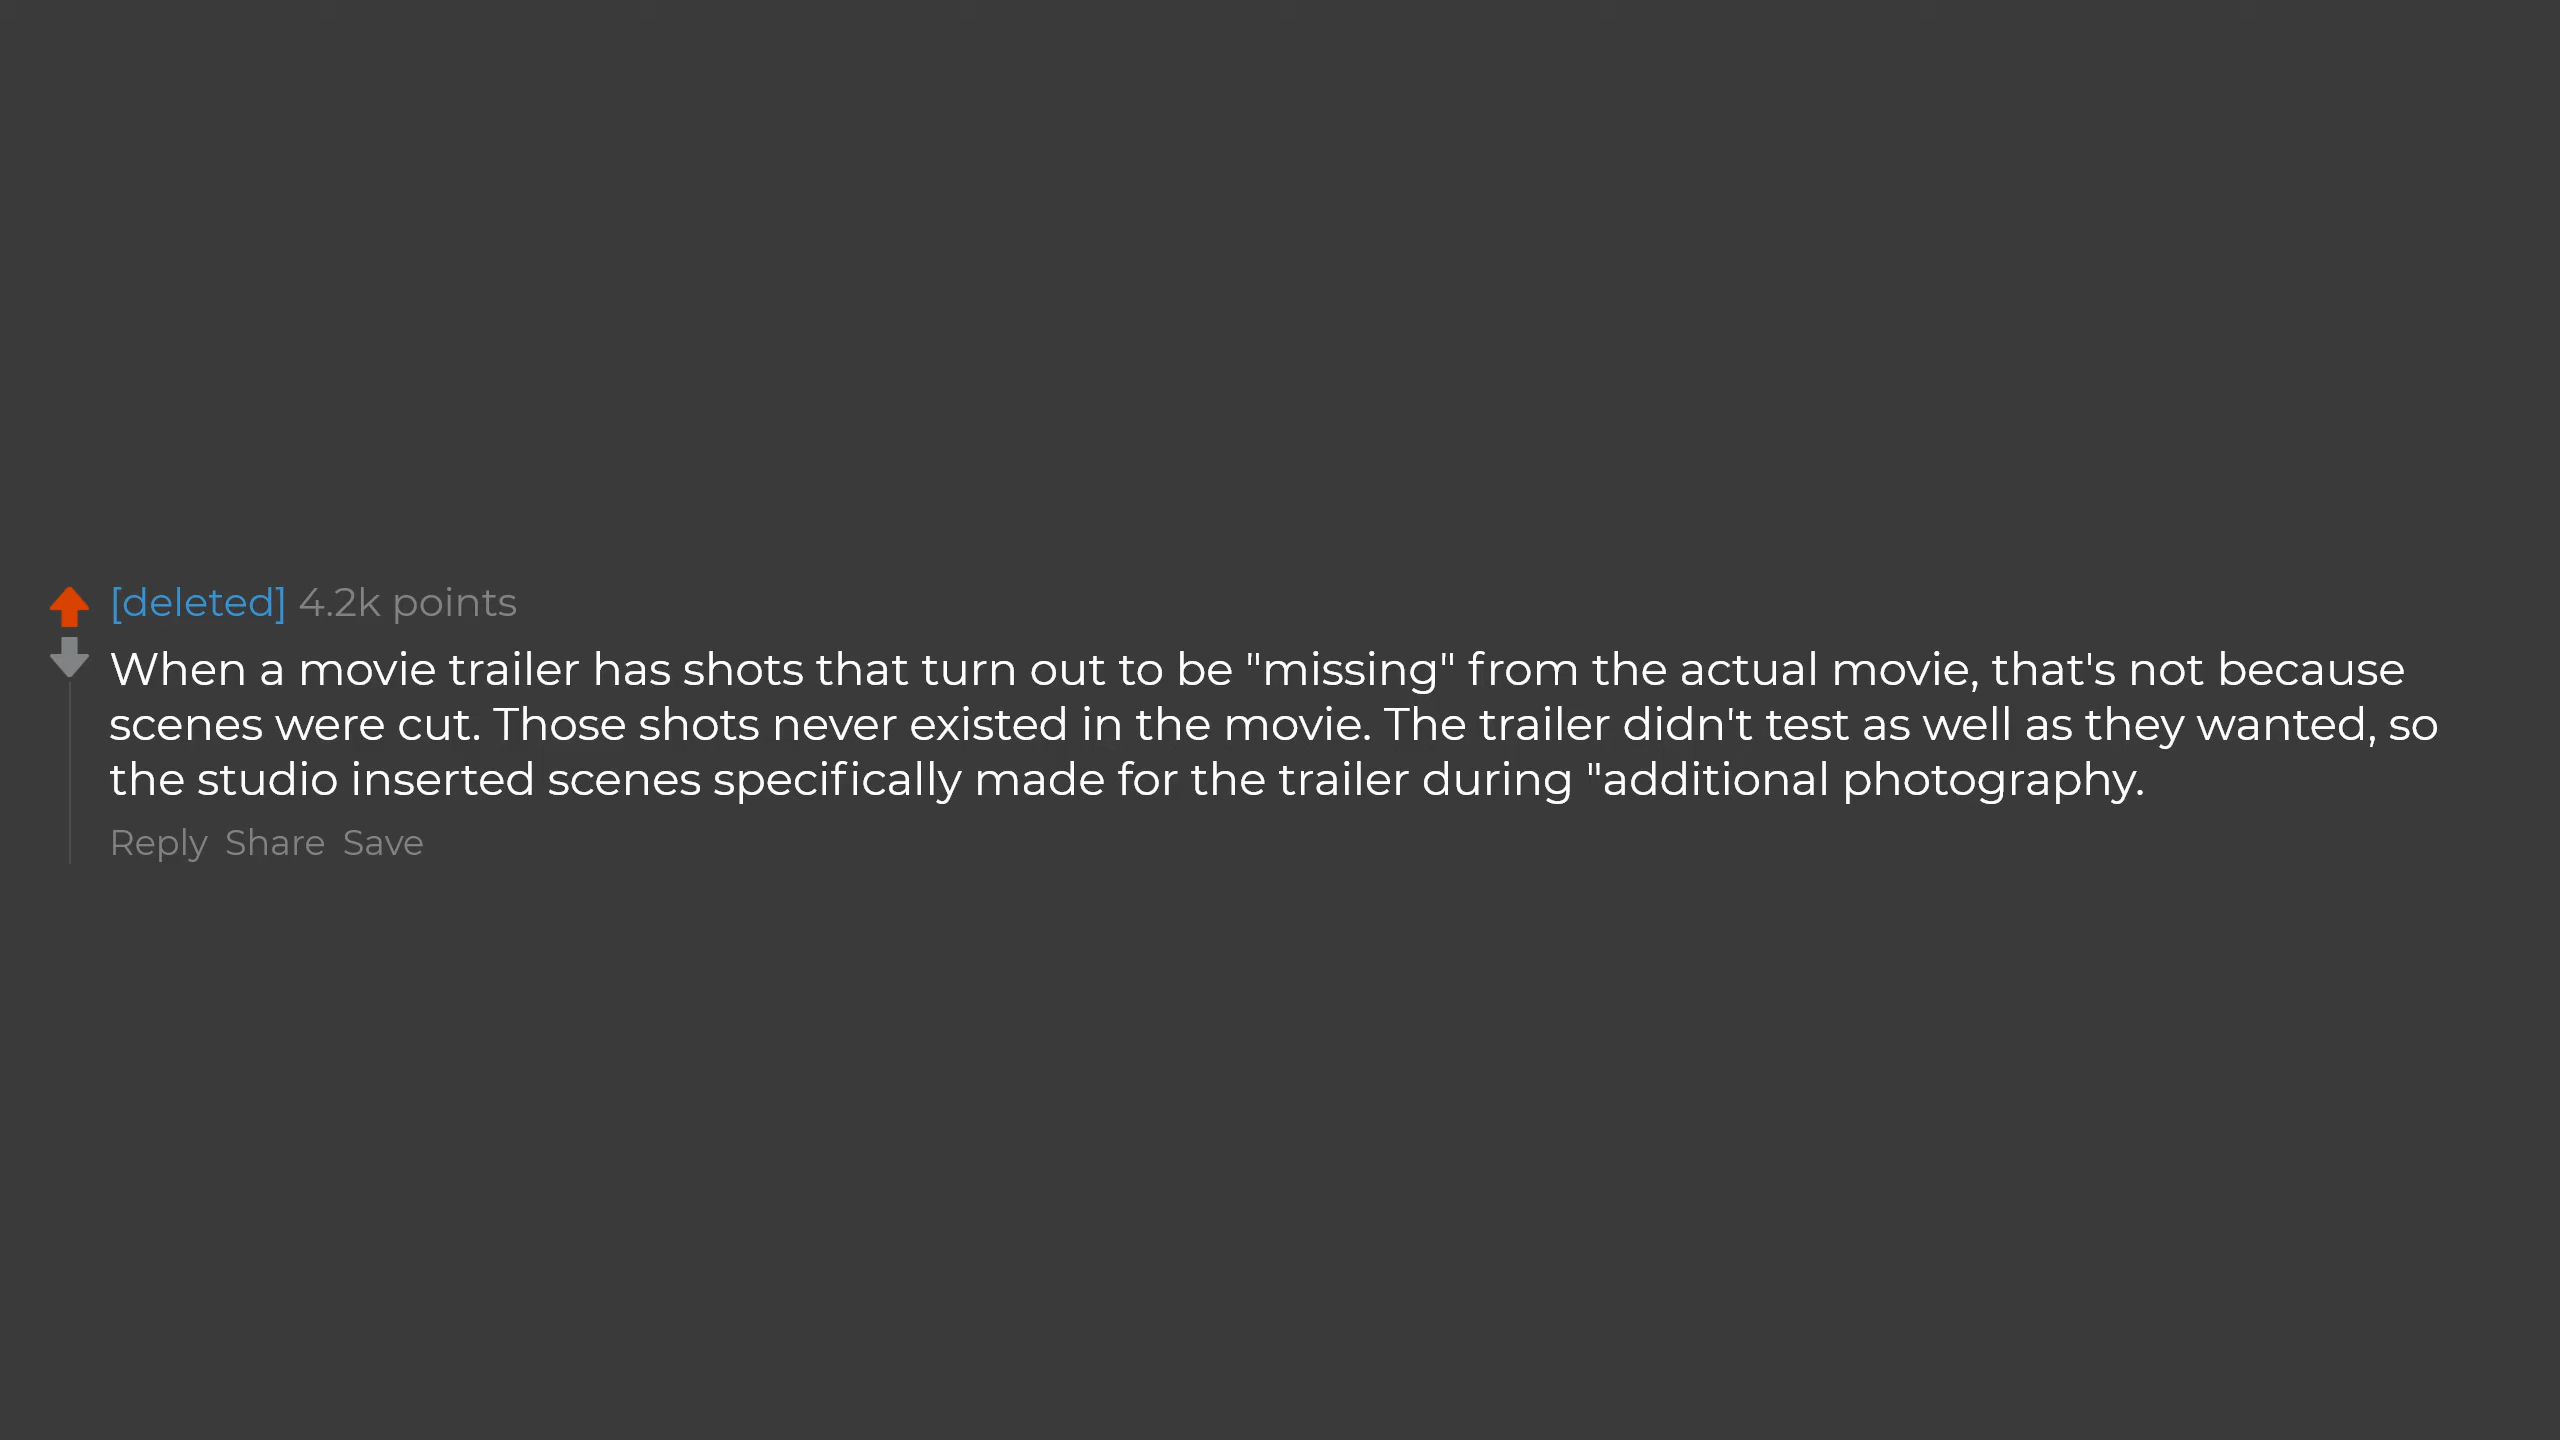 [deleted] 4.2k points
When a movie trailer has shots that turn out to be "missing" from the actual movie, that's not because
scenes were cut. Those shots never existed in the movie. The trailer didn't test as well as they wanted, so
the studio inserted scenes specifically made for the trailer during "additional photography.
Reply Share Save